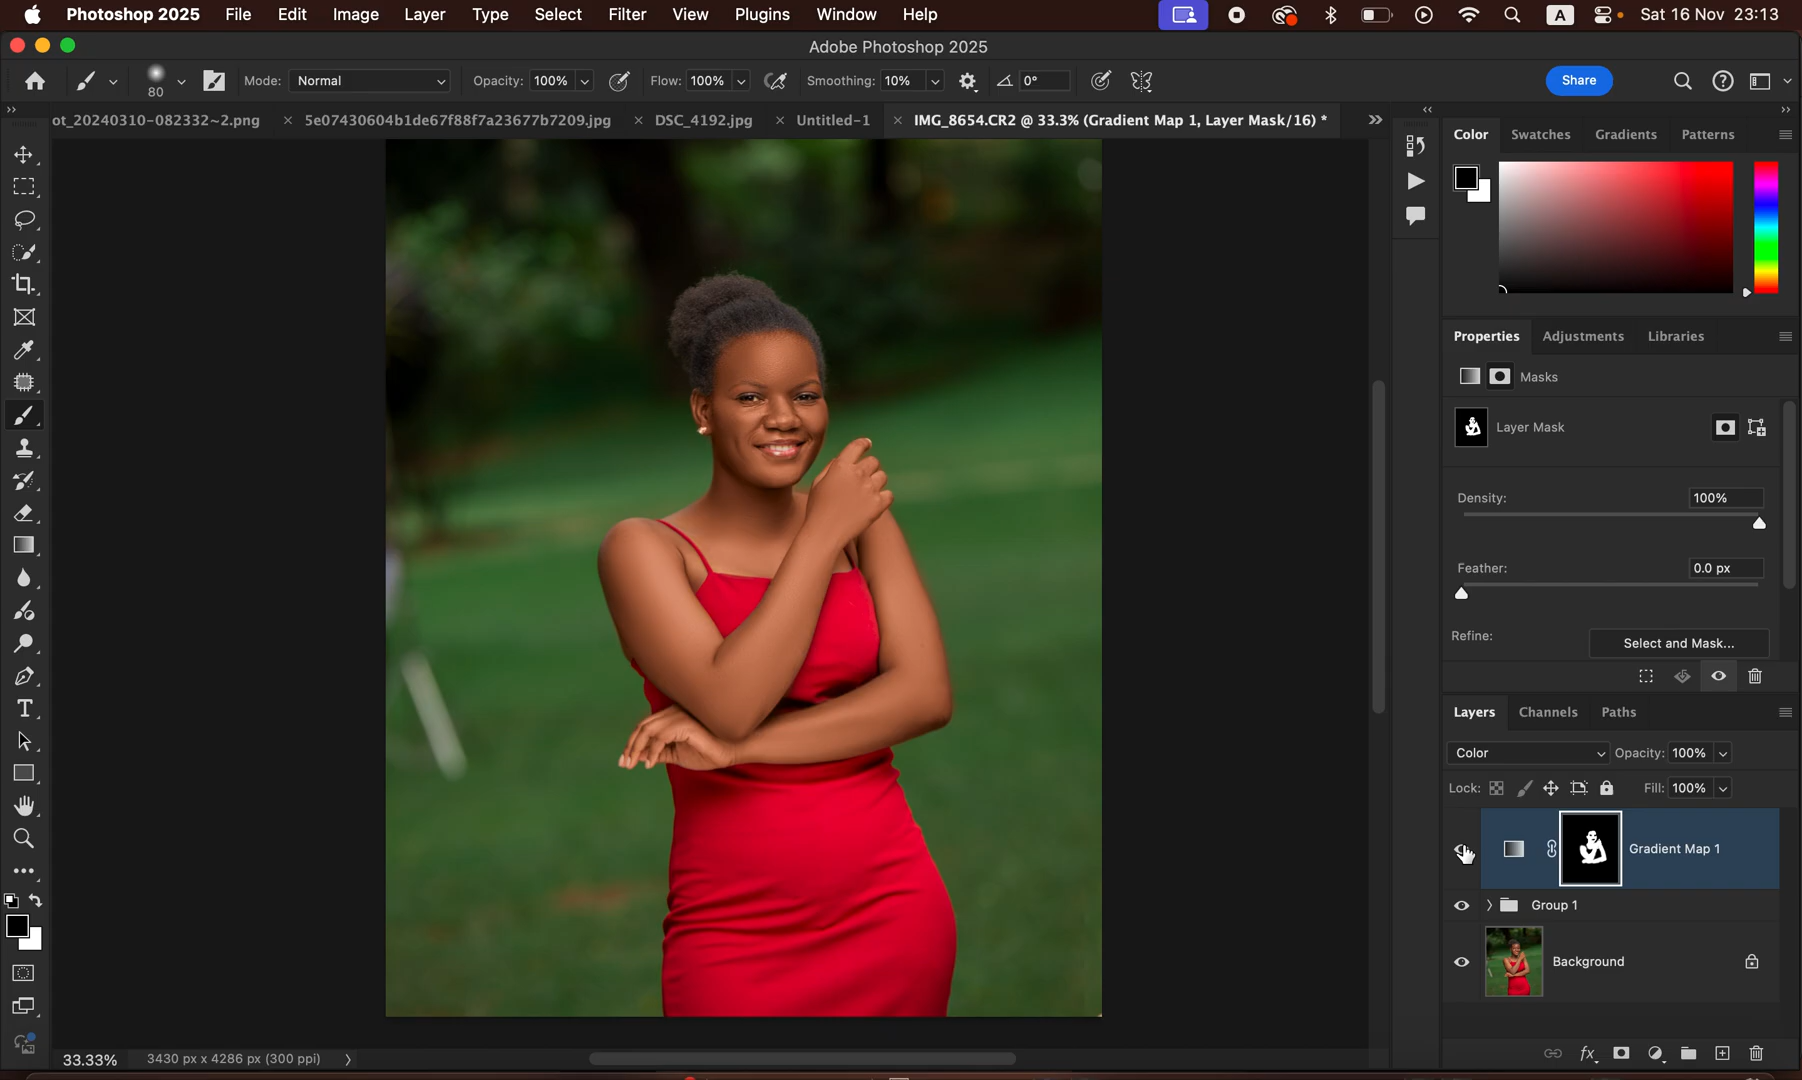 Photoshop 2025 File Edit Image Layer Type Select Filter View Plugins Window Help A Sat 16 Nov 23:13
Adobe Photoshop 2025
80 Mode: Normal Opacity: 100% Flow: 100% Smoothing: 10% 0° Share
ot_20240310-082332~2.png × 5e07430604b1de67f88f7a23677b7209.jpg × DSC_4192.jpg × Untitled-1 × IMG_8654.CR2 @ 33.3% (Gradient Map 1, Layer Mask/16) *
Color Swatches Gradients Patterns
Properties Adjustments Libraries
Masks
Layer Mask
Density: 100%
Feather: 0.0 px
Refine: Select and Mask...
Layers Channels Paths
Color Opacity: 100%
Lock: Fill: 100%
Gradient Map 1
Group 1
Background
33.33% 3430 px x 4286 px (300 ppi)